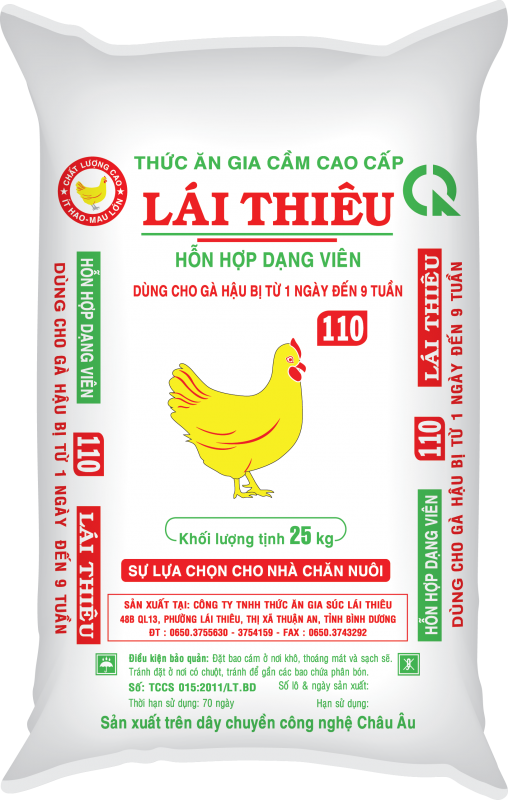 THỨC ĂN GIA CẦM CAO CẤP
CHẤT LƯỢNG CAO
ÍT HAO-MAU LỚN
LÁI THIÊU
HỖN HỢP DẠNG VIÊN
DÙNG CHO GÀ HẬU BỊ TỪ 1 NGÀY ĐẾN 9 TUẦN
110
HỖN HỢP DẠNG VIÊN
110
LÁI THIÊU
DÙNG CHO GÀ HẬU BỊ TỪ 1 NGÀY ĐẾN 9 TUẦN
LÁI THIÊU
110
HỖN HỢP DẠNG VIÊN
DÙNG CHO GÀ HẬU BỊ TỪ 1 NGÀY ĐẾN 9 TUẦN
Khối lượng tịnh 25 kg
SỰ LỰA CHỌN CHO NHÀ CHĂN NUÔI
SẢN XUẤT TẠI: CÔNG TY TNHH THỨC ĂN GIA SÚC LÁI THIÊU
48B QL13, PHƯỜNG LÁI THIÊU, THỊ XÃ THUẬN AN, TỈNH BÌNH DƯƠNG
ĐT : 0650.3755630 - 3754159 - FAX : 0650.3743292
Điều kiện bảo quản: Đặt bao cám ở nơi khô, thoáng mát và sạch sẽ.
Tránh đặt ở nơi có chuột, tránh để gần các bao chứa phân bón.
Số: TCCS 015:2011/LT.BD Số lô & ngày sản xuất:
Thời hạn sử dụng: 70 ngày Hạn sử dụng:
Sản xuất trên dây chuyền công nghệ Châu Âu